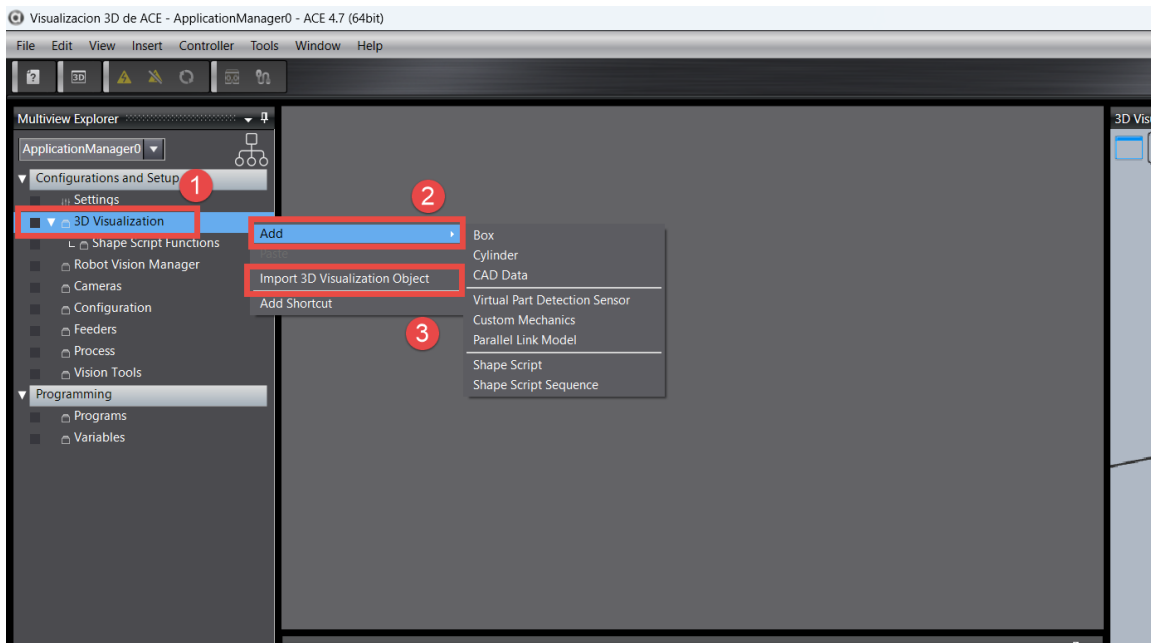 Visualizacion 3D de ACE - ApplicationManager0 - ACE 4.7 (64bit)
File Edit View Insert Controller Tools Window Help
3D
Multiview Explorer
3D Vis
ApplicationManager0
Configurations and Setup
1
Settings
2
3D Visualization
Add
Box
Shape Script Functions
Paste
Cylinder
Robot Vision Manager
Import 3D Visualization Object
CAD Data
Cameras
Add Shortcut
Virtual Part Detection Sensor
Configuration
Custom Mechanics
3
Feeders
Parallel Link Model
Process
Shape Script
Vision Tools
Shape Script Sequence
Programming
Programs
Variables